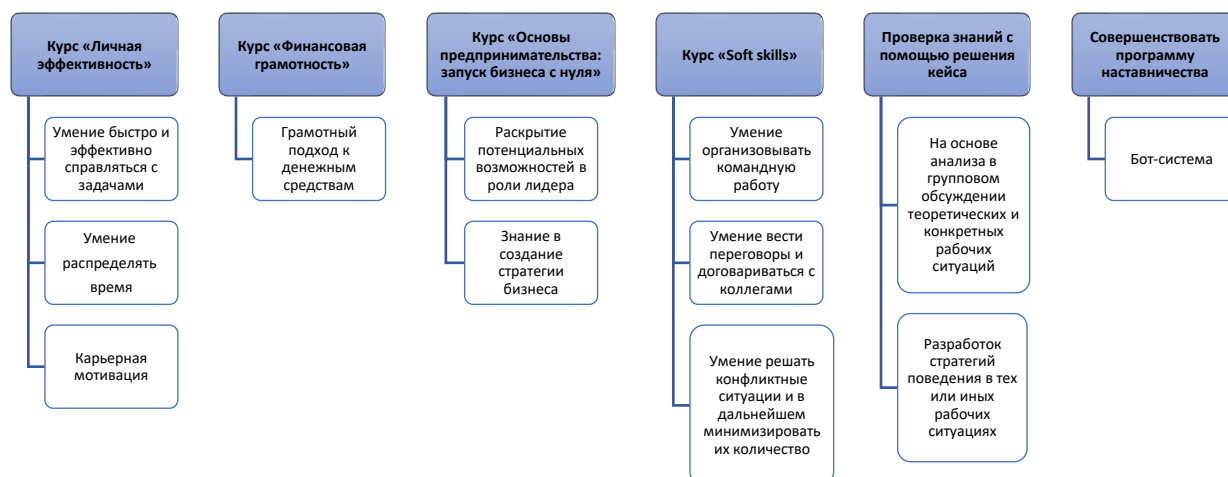 Курс «Личная
эффективность»
Умение быстро и
эффективно
справляться с
задачами
Умение
распределять
время
Карьерная
мотивация
Курс «Финансовая
грамотность»
Грамотный
подход к
денежным
средствам
Курс «Основы
предпринимательства:
запуск бизнеса с нуля»
Раскрытие
потенциальных
возможностей в
роли лидера
Знание в
создание
стратегии
бизнеса
Курс «Soft skills»
Умение
организовывать
командную
работу
Умение вести
переговоры и
договариваться с
коллегами
Умение решать
конфликтные
ситуации и в
дальнейшем
минимизировать
их количество
Проверка знаний с
помощью решения
кейса
На основе
анализа в
групповом
обсуждении
теоретических и
конкретных
рабочих
ситуаций
Разработок
стратегий
поведения в тех
или иных
рабочих
ситуациях
Совершенствовать
программу
наставничества
Бот-система